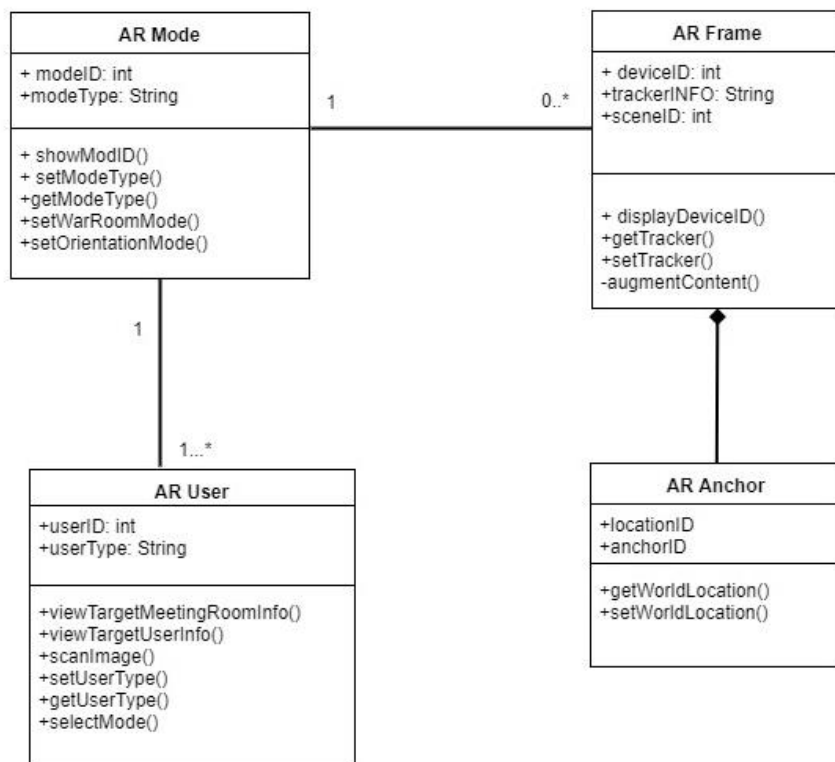 AR Mode
+ modeID: int
+modeType: String
+ showModID()
+ setModeType()
+getModeType()
+setWarRoomMode()
+setOrientationMode()
1
0..*
AR Frame
+ deviceID: int
+trackerINFO: String
+sceneID: int
+ displayDeviceID()
+getTracker()
+setTracker()
-augmentContent()
1
1...*
AR User
+userID: int
+userType: String
+viewTargetMeetingRoomInfo()
+viewTargetUserInfo()
+scanImage()
+setUserType()
+getUserType()
+selectMode()
AR Anchor
+locationID
+anchorID
+getWorldLocation()
+setWorldLocation()